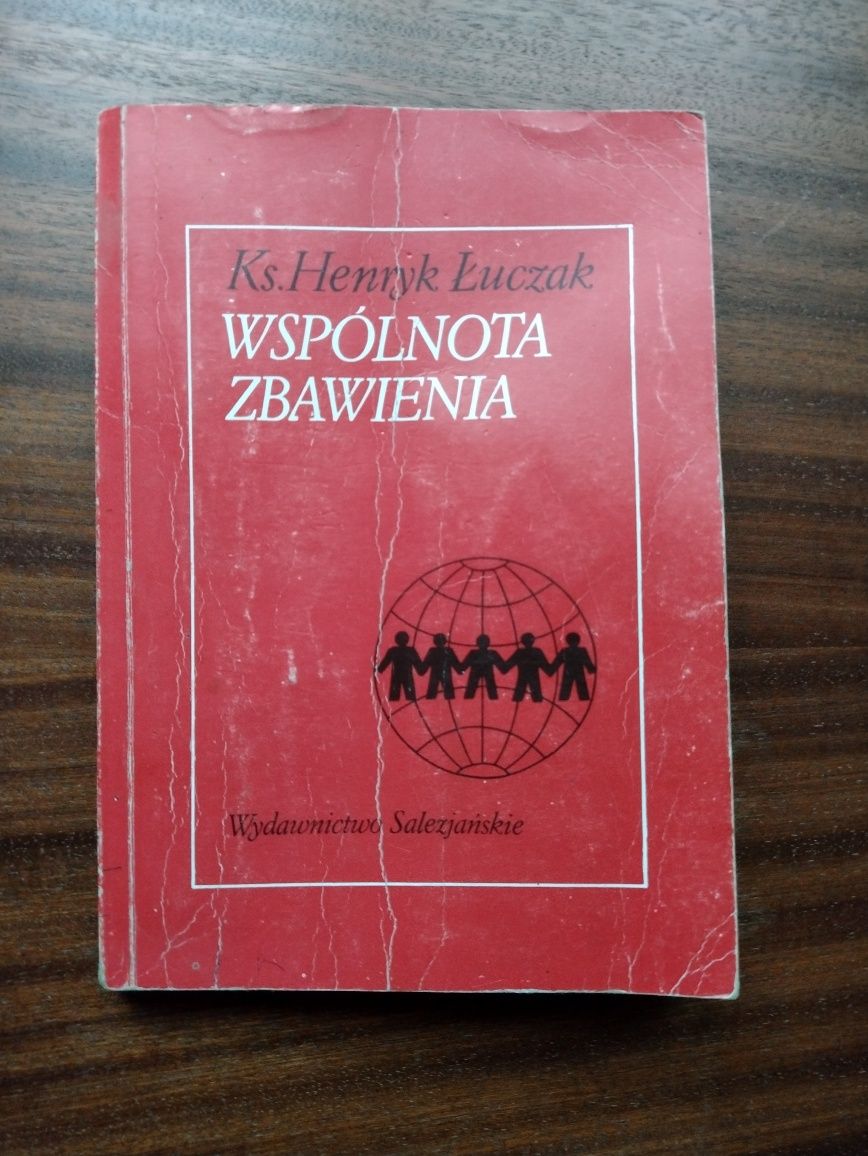 Ks. Henryk Łuczak
WSPÓLNOTA
ZBAWIENIA
Wydawnictwo Salezjańskie